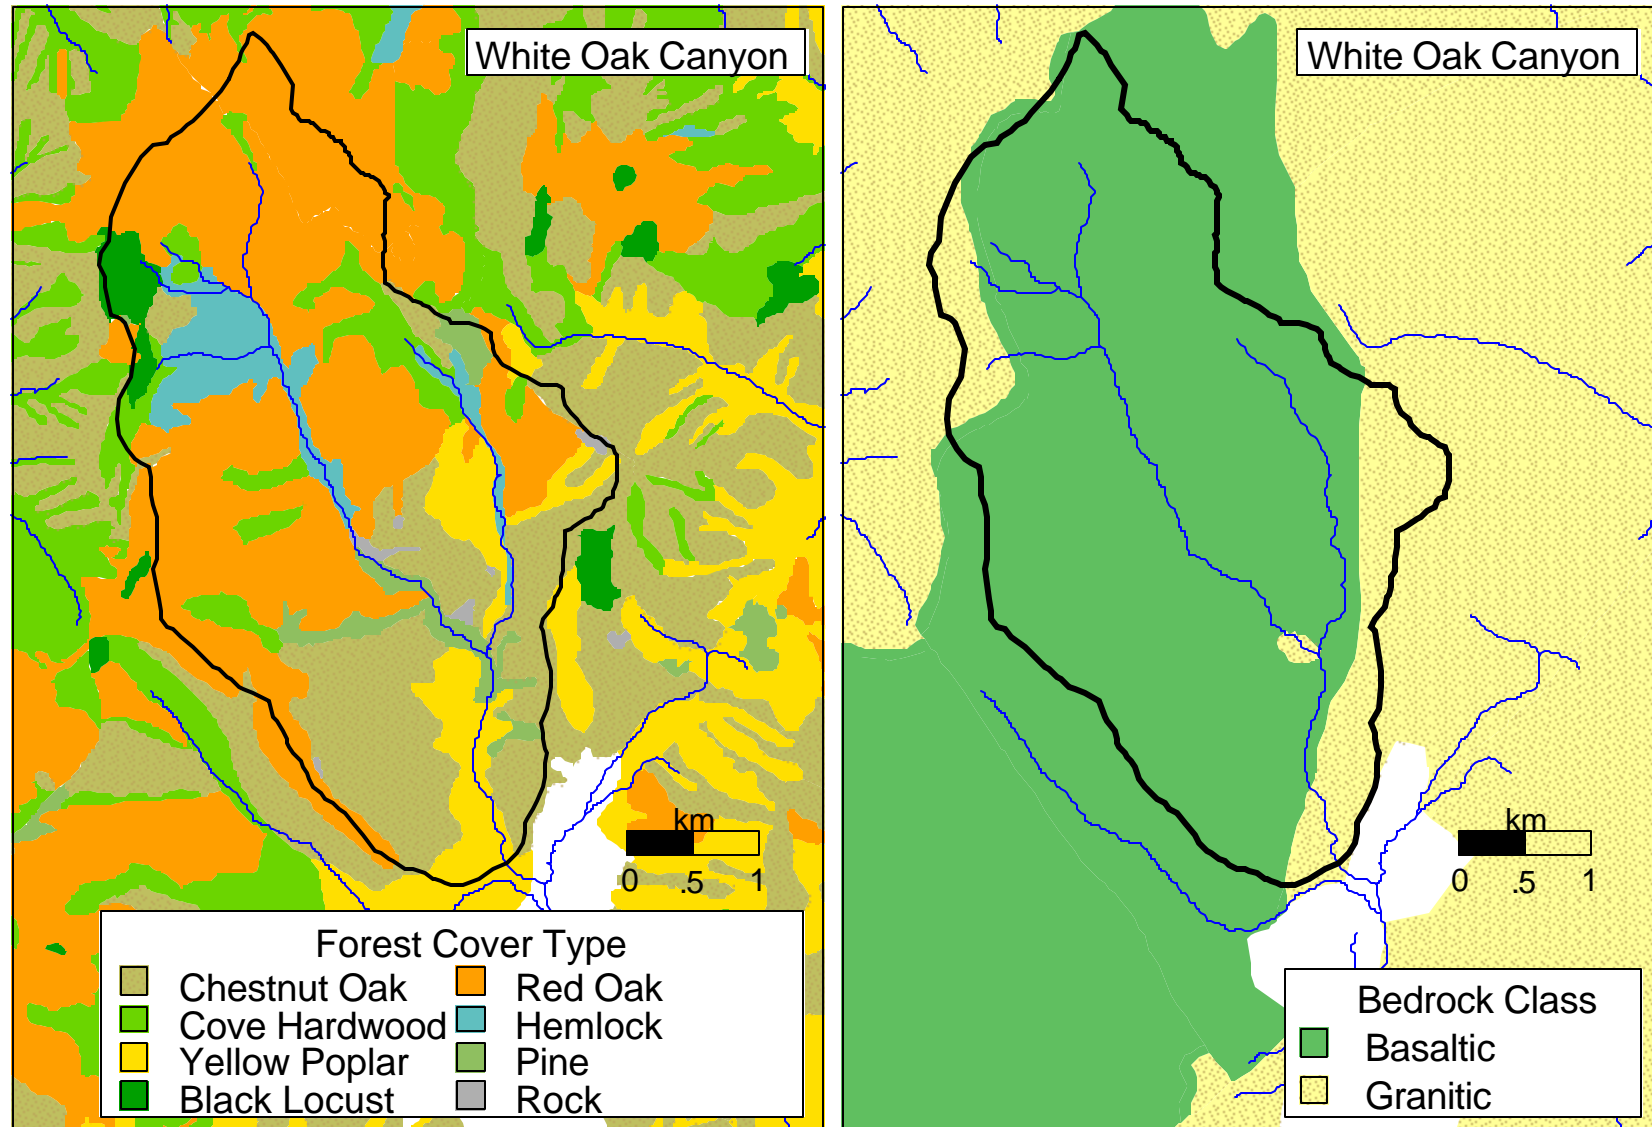 White Oak Canyon
km
0 .5 1
Forest Cover Type
Chestnut Oak Red Oak
Cove Hardwood Hemlock
Yellow Poplar Pine
Black Locust Rock
White Oak Canyon
km
0 .5 1
Bedrock Class
Basaltic
Granitic